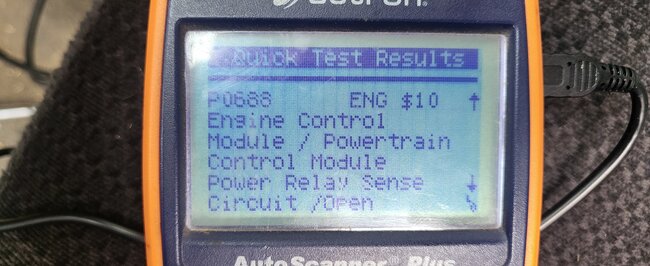 Quick Test Results
P0688 ENG $10
Engine Control
Module / Powertrain
Control Module
Power Relay Sense
Circuit /Open
AutoScanner® Plus